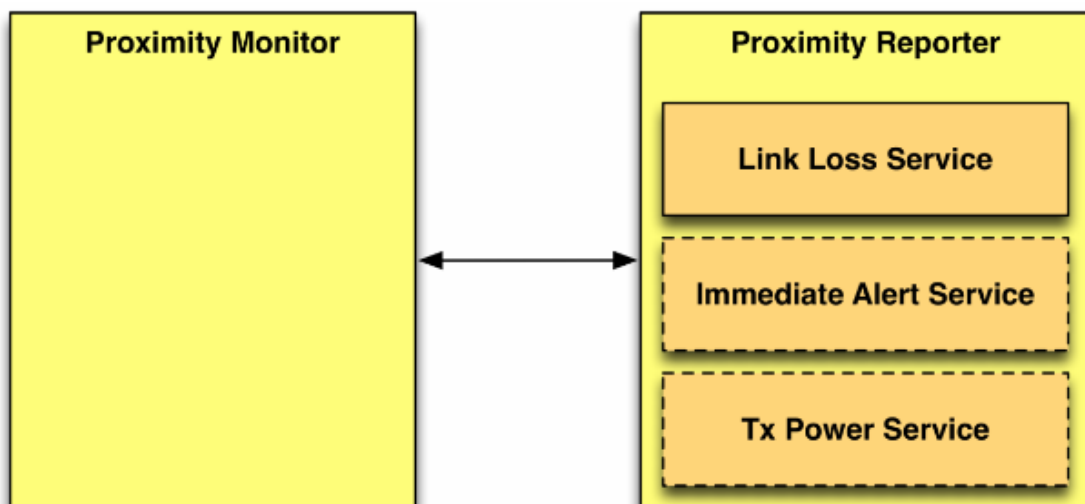 Proximity Monitor
Proximity Reporter
Link Loss Service
Immediate Alert Service
Tx Power Service